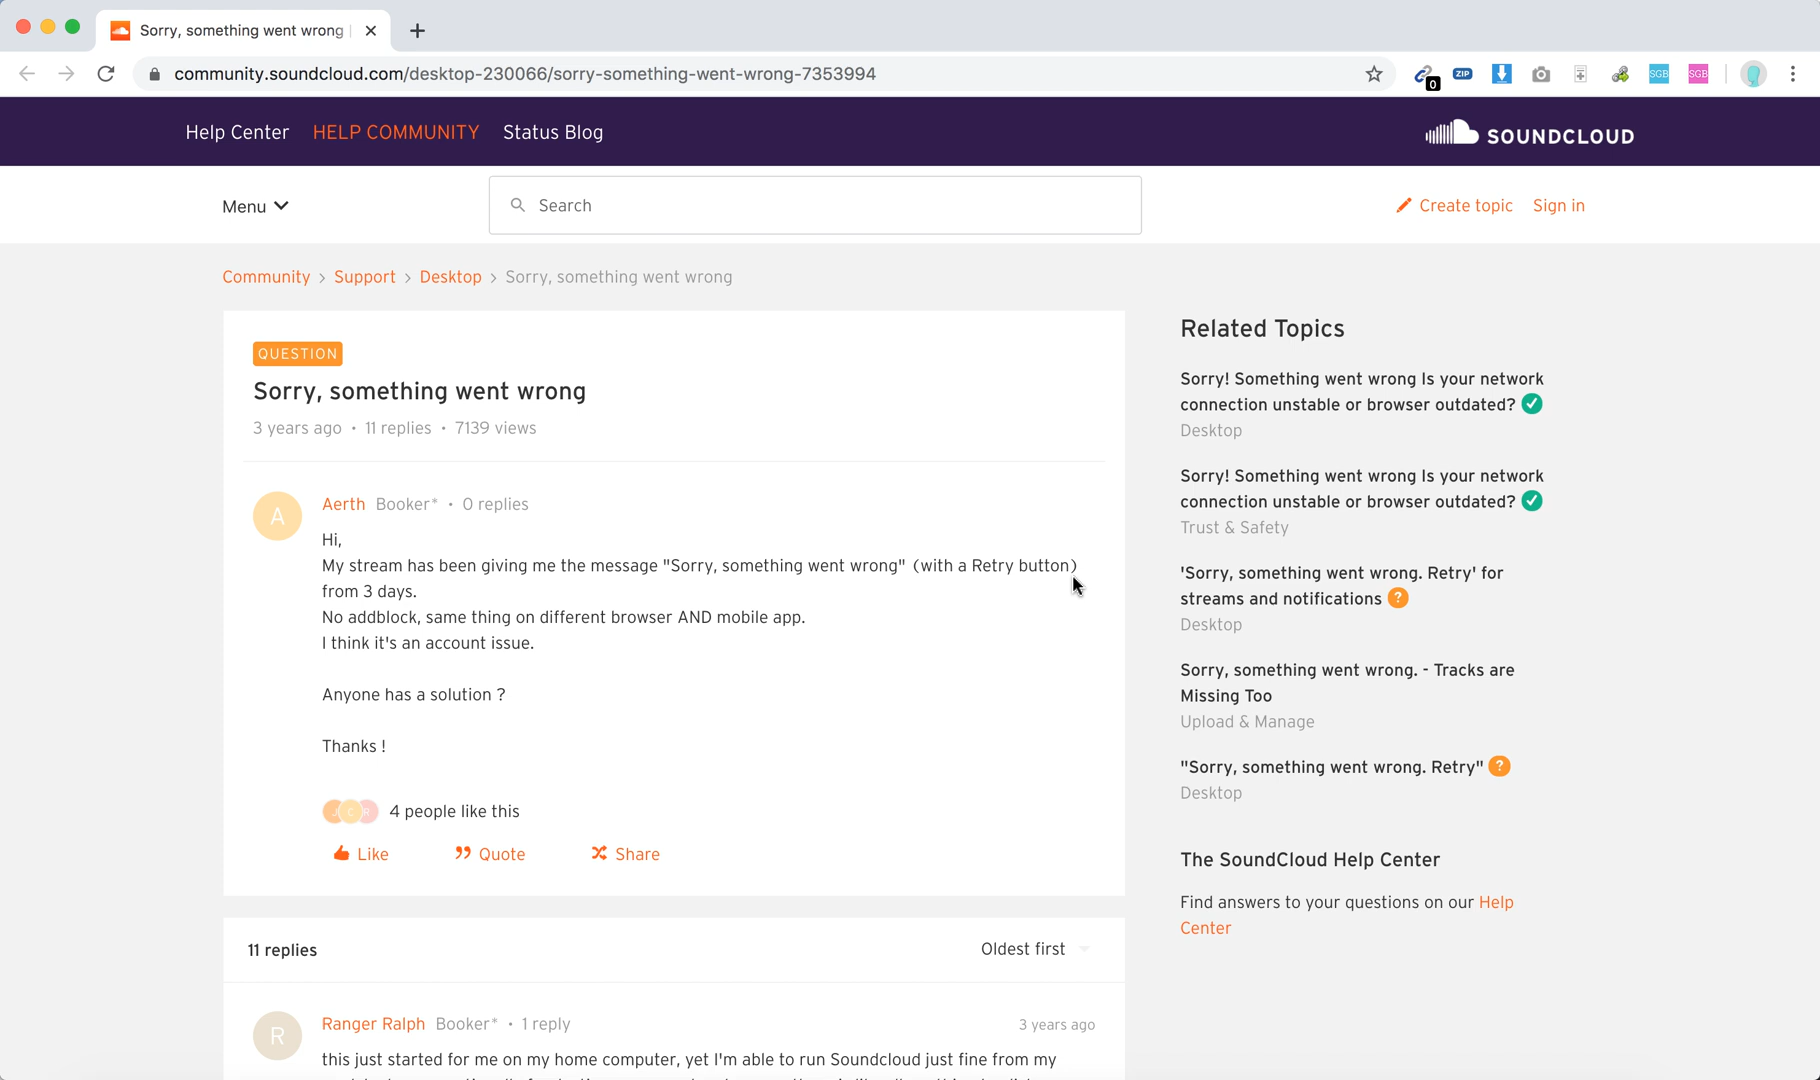 Sorry, something went wrong
community.soundcloud.com/desktop-230066/sorry-something-went-wrong-7353994
0
ZIP
SGB
SGB
Help Center HELP COMMUNITY Status Blog
SOUNDCLOUD
Menu
Search
Create topic Sign in
Community > Support > Desktop > Sorry, something went wrong
QUESTION
Sorry, something went wrong
3 years ago • 11 replies • 7139 views
A
Aerth Booker* • 0 replies
Hi,
My stream has been giving me the message "Sorry, something went wrong" (with a Retry button)
from 3 days.
No addblock, same thing on different browser AND mobile app.
I think it's an account issue.
Anyone has a solution ?
Thanks !
J C R
4 people like this
Like Quote Share
11 replies
Oldest first
R
Ranger Ralph Booker* • 1 reply
3 years ago
this just started for me on my home computer, yet I'm able to run Soundcloud just fine from my
Related Topics
Sorry! Something went wrong Is your network
connection unstable or browser outdated?
Desktop
Sorry! Something went wrong Is your network
connection unstable or browser outdated?
Trust & Safety
'Sorry, something went wrong. Retry' for
streams and notifications ?
Desktop
Sorry, something went wrong. - Tracks are
Missing Too
Upload & Manage
"Sorry, something went wrong. Retry" ?
Desktop
The SoundCloud Help Center
Find answers to your questions on our Help
Center